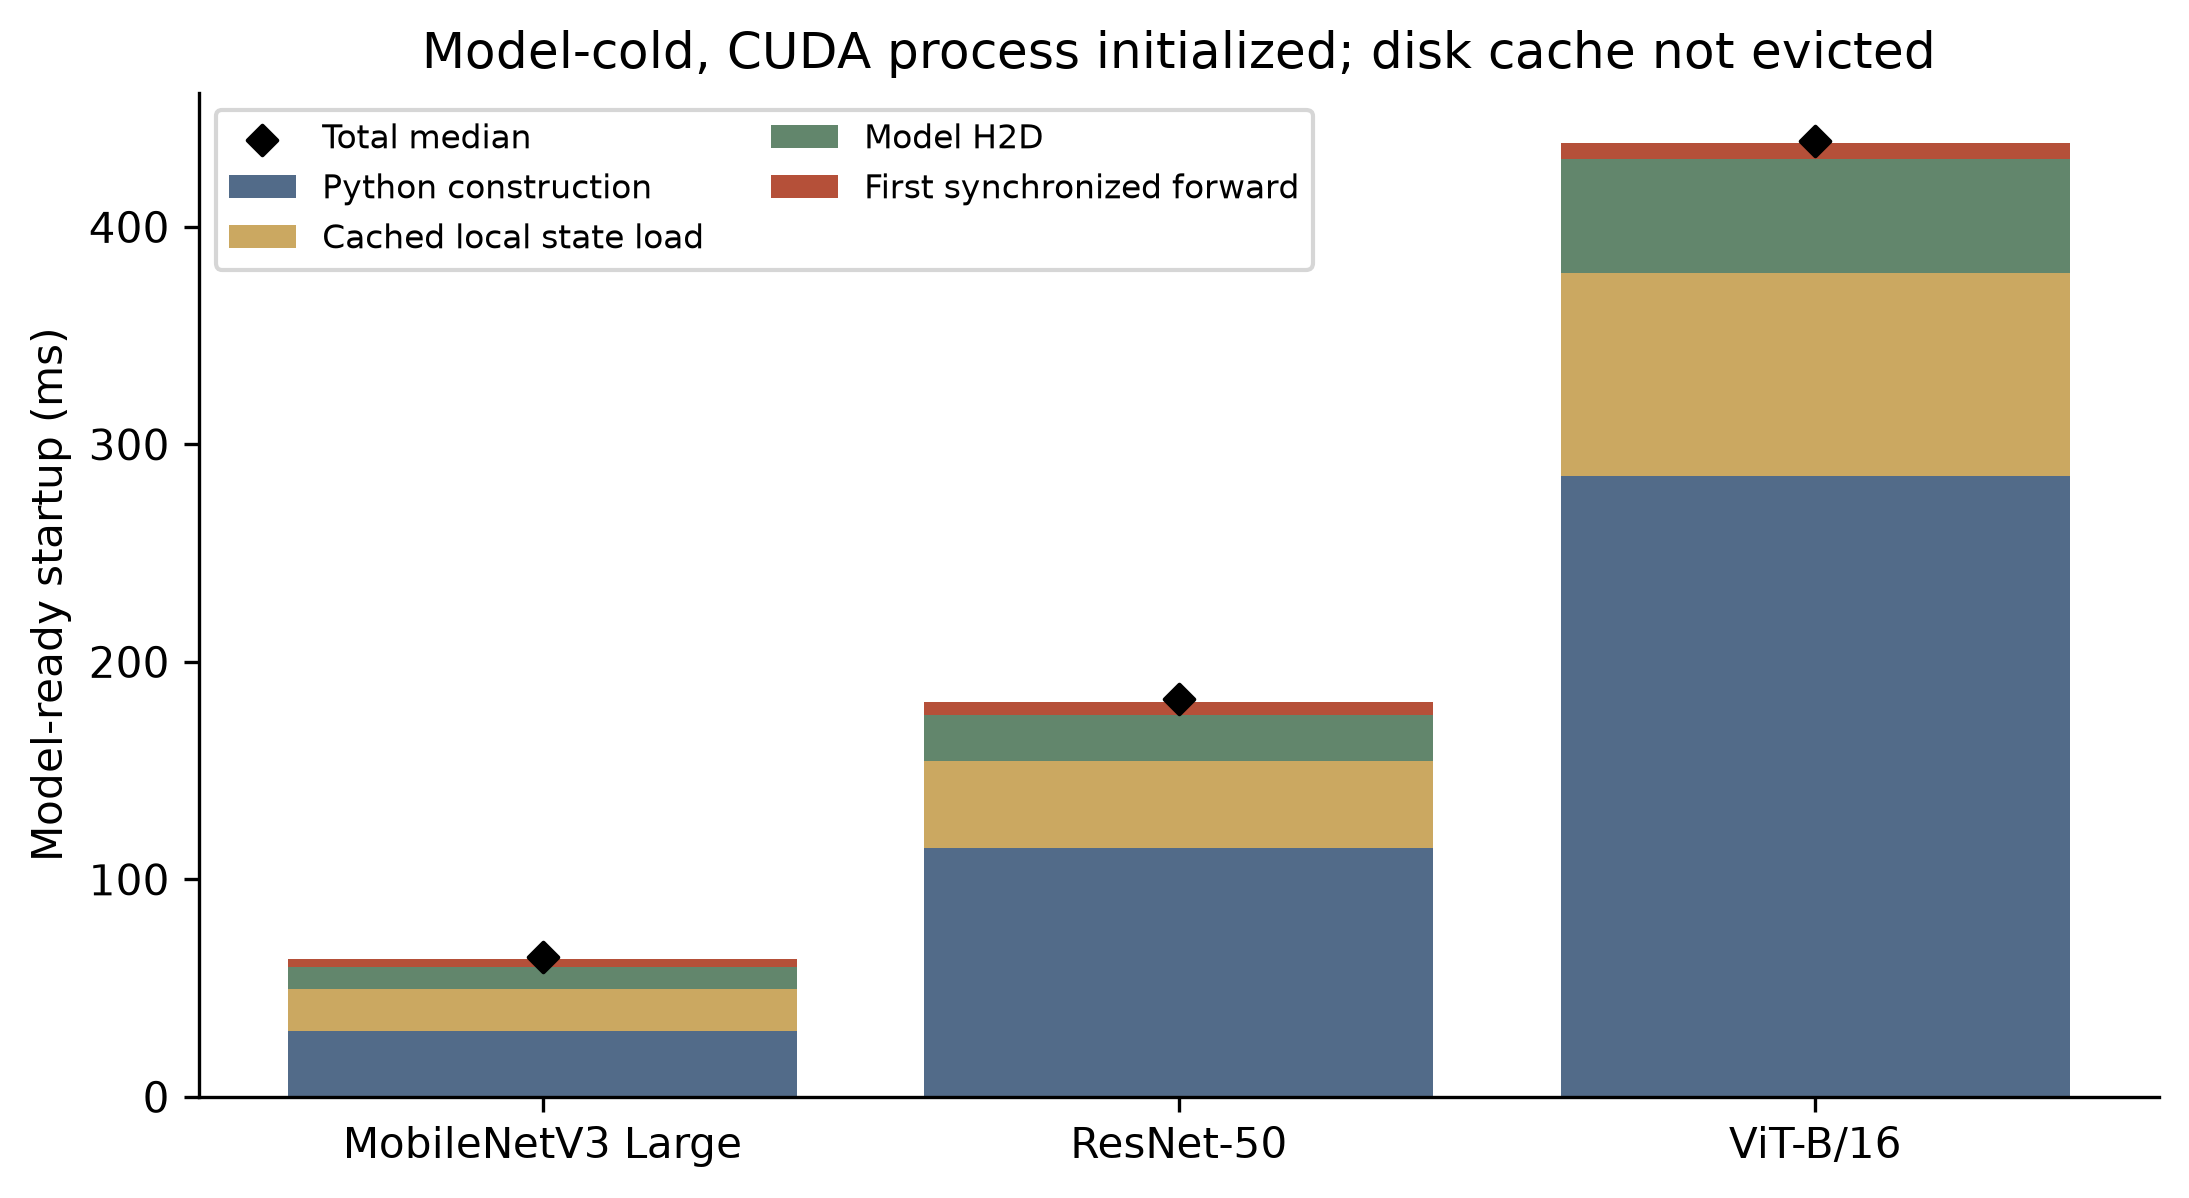 Model-cold, CUDA process initialized; disk cache not evicted
Total median
Python construction
Cached local state load
Model H2D
First synchronized forward
Model-ready startup (ms)
400
300
200
100
0
MobileNetV3 Large
ResNet-50
ViT-B/16